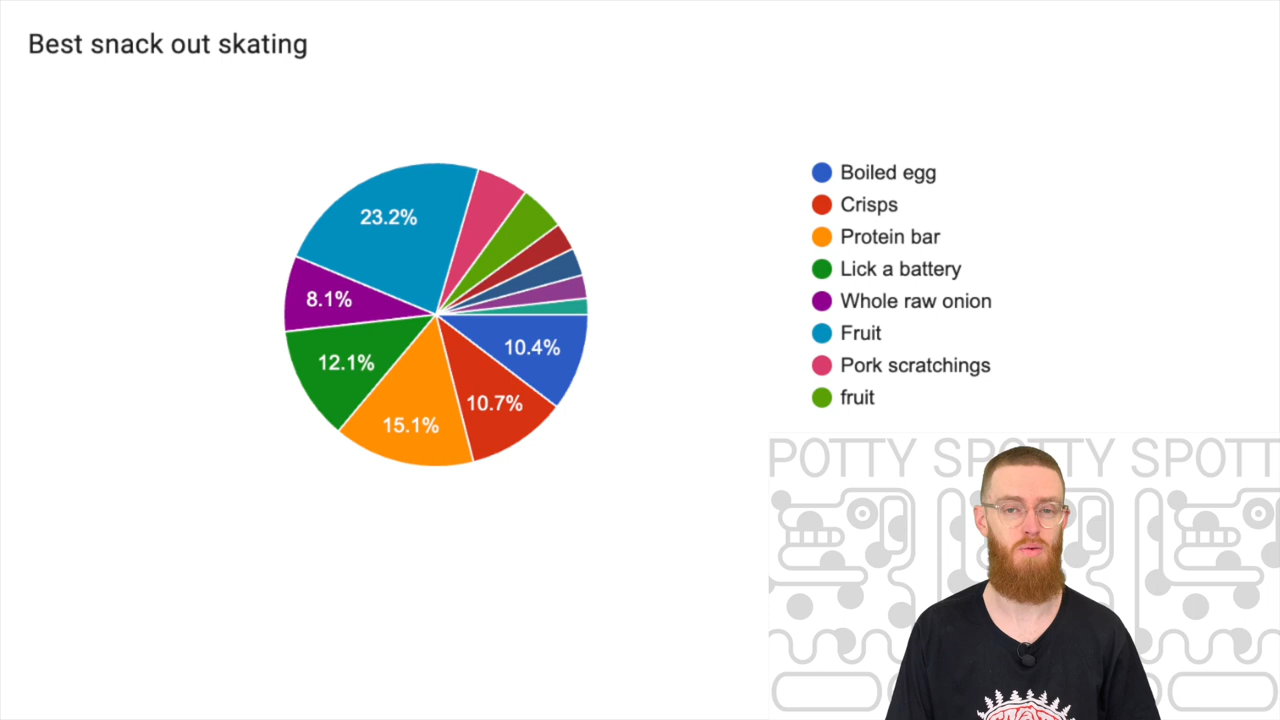 Best snack out skating
23.2%
8.1%
12.1%
15.1%
10.7%
10.4%
Boiled egg
Crisps
Protein bar
Lick a battery
Whole raw onion
Fruit
Pork scratchings
fruit
POTTY SPOTTY SPOTT